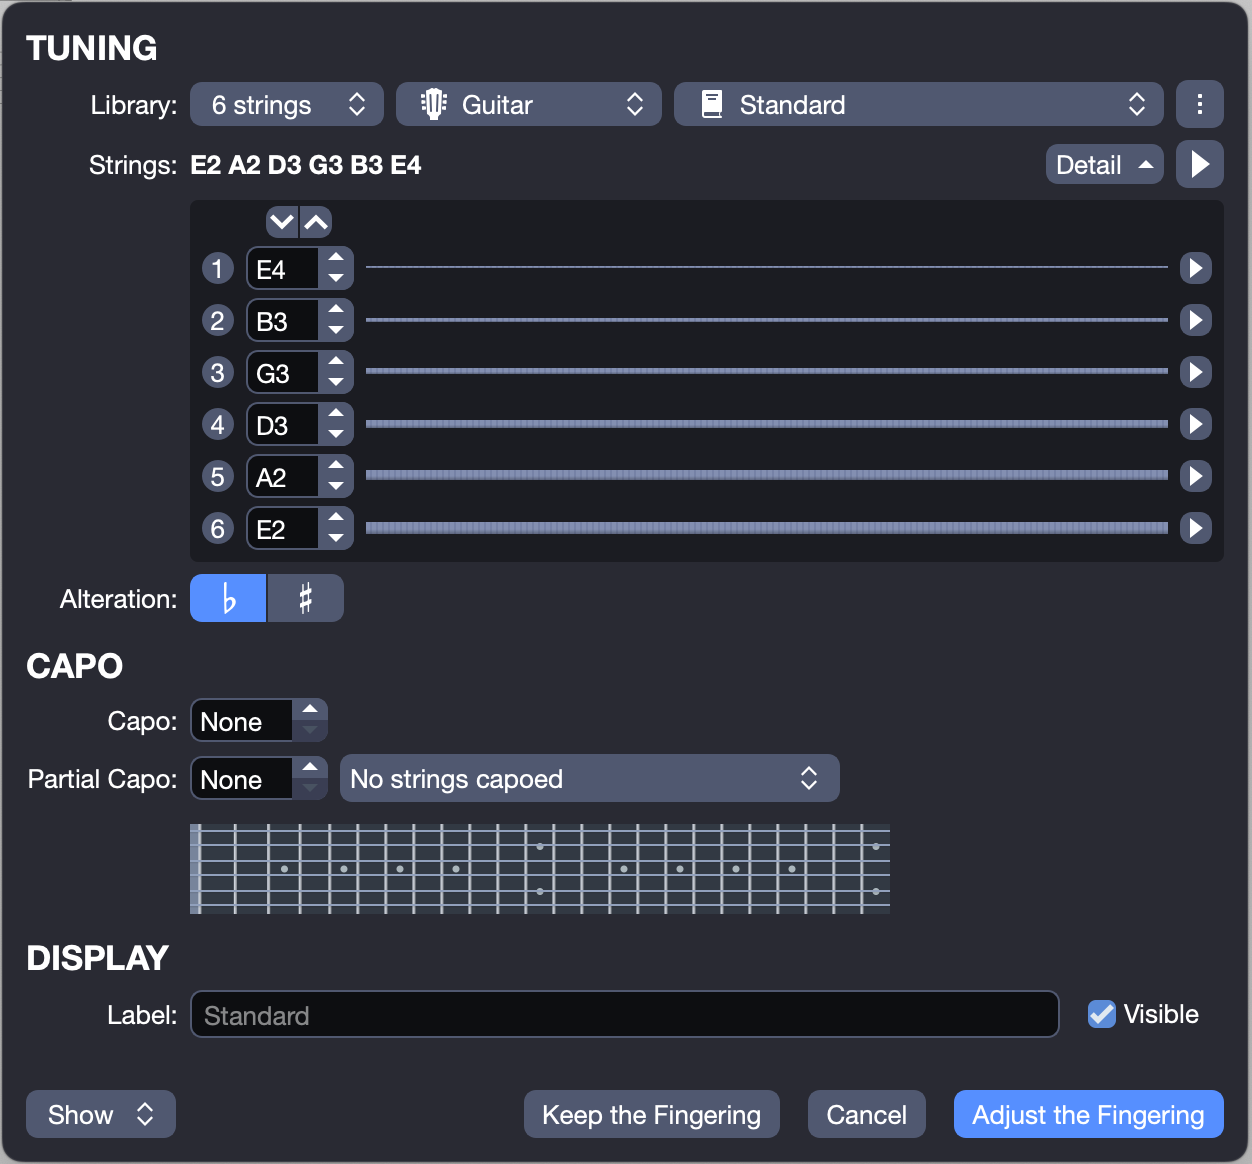 TUNING
Library: 6 strings Guitar Standard
Strings: E2 A2 D3 G3 B3 E4 Detail
1 E4
2 B3
3 G3
4 D3
5 A2
6 E2
Alteration: ♭ ♯
CAPO
Capo: None
Partial Capo: None No strings capoed
DISPLAY
Label: Standard Visible
Show Keep the Fingering Cancel Adjust the Fingering